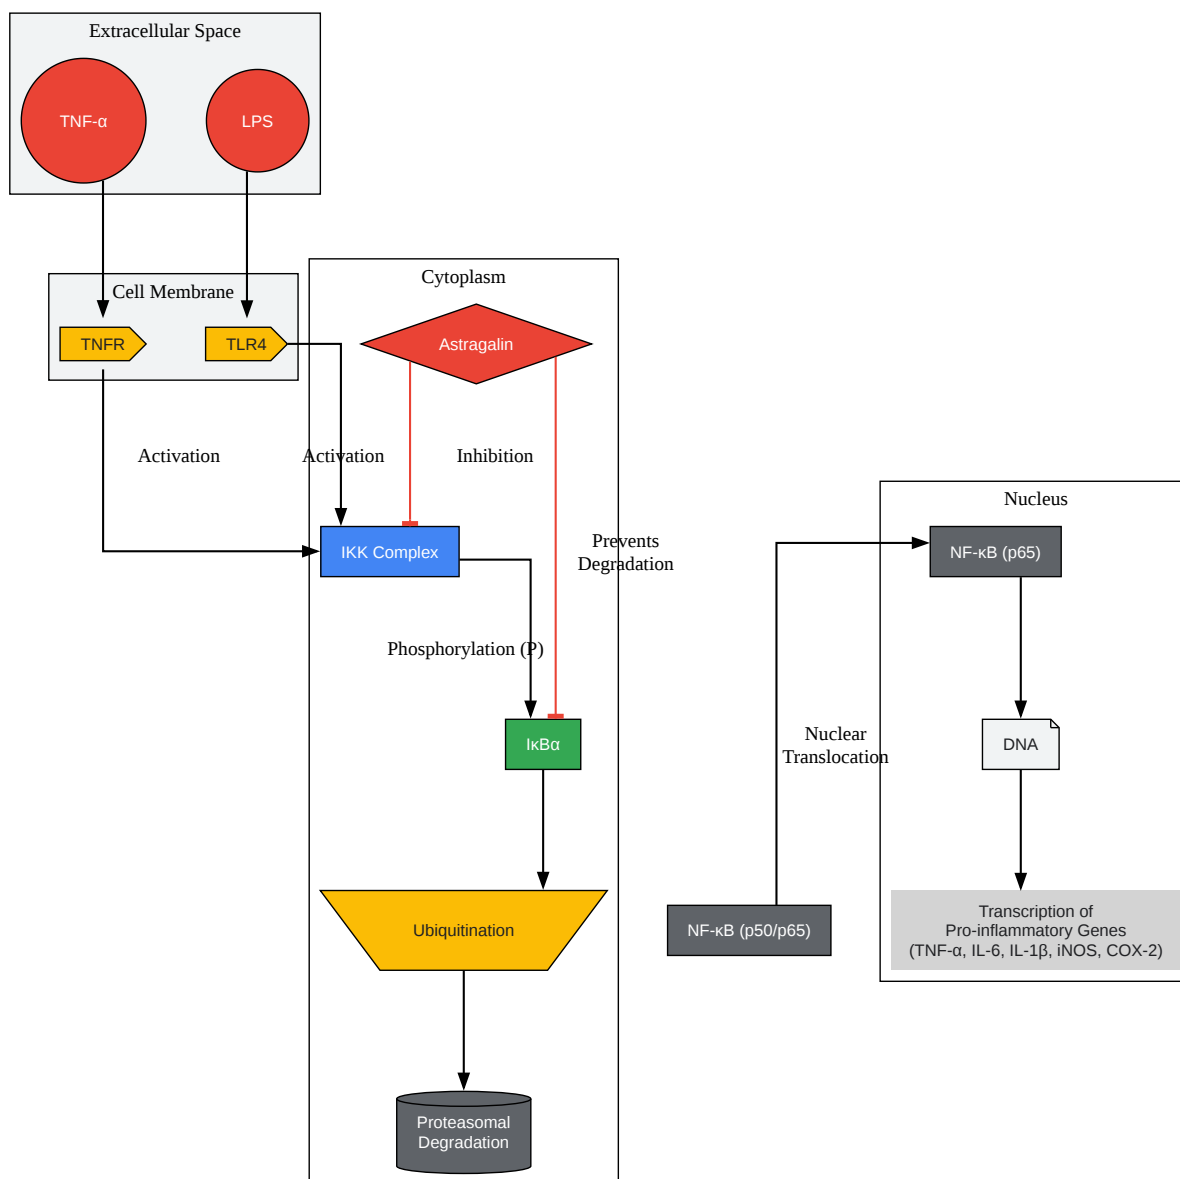 Extracellular Space
TNF-α
LPS
Cytoplasm
Cell Membrane
TNFR
TLR4
Astragalin
Activation
Activation
Inhibition
Nucleus
Prevents
Degradation
IKK Complex
NF-κB (p65)
Phosphorylation (P)
Nuclear
Translocation
IκBα
DNA
Ubiquitination
NF-κB (p50/p65)
Transcription of
Pro-inflammatory Genes
(TNF-α, IL-6, IL-1β, iNOS, COX-2)
Proteasomal
Degradation